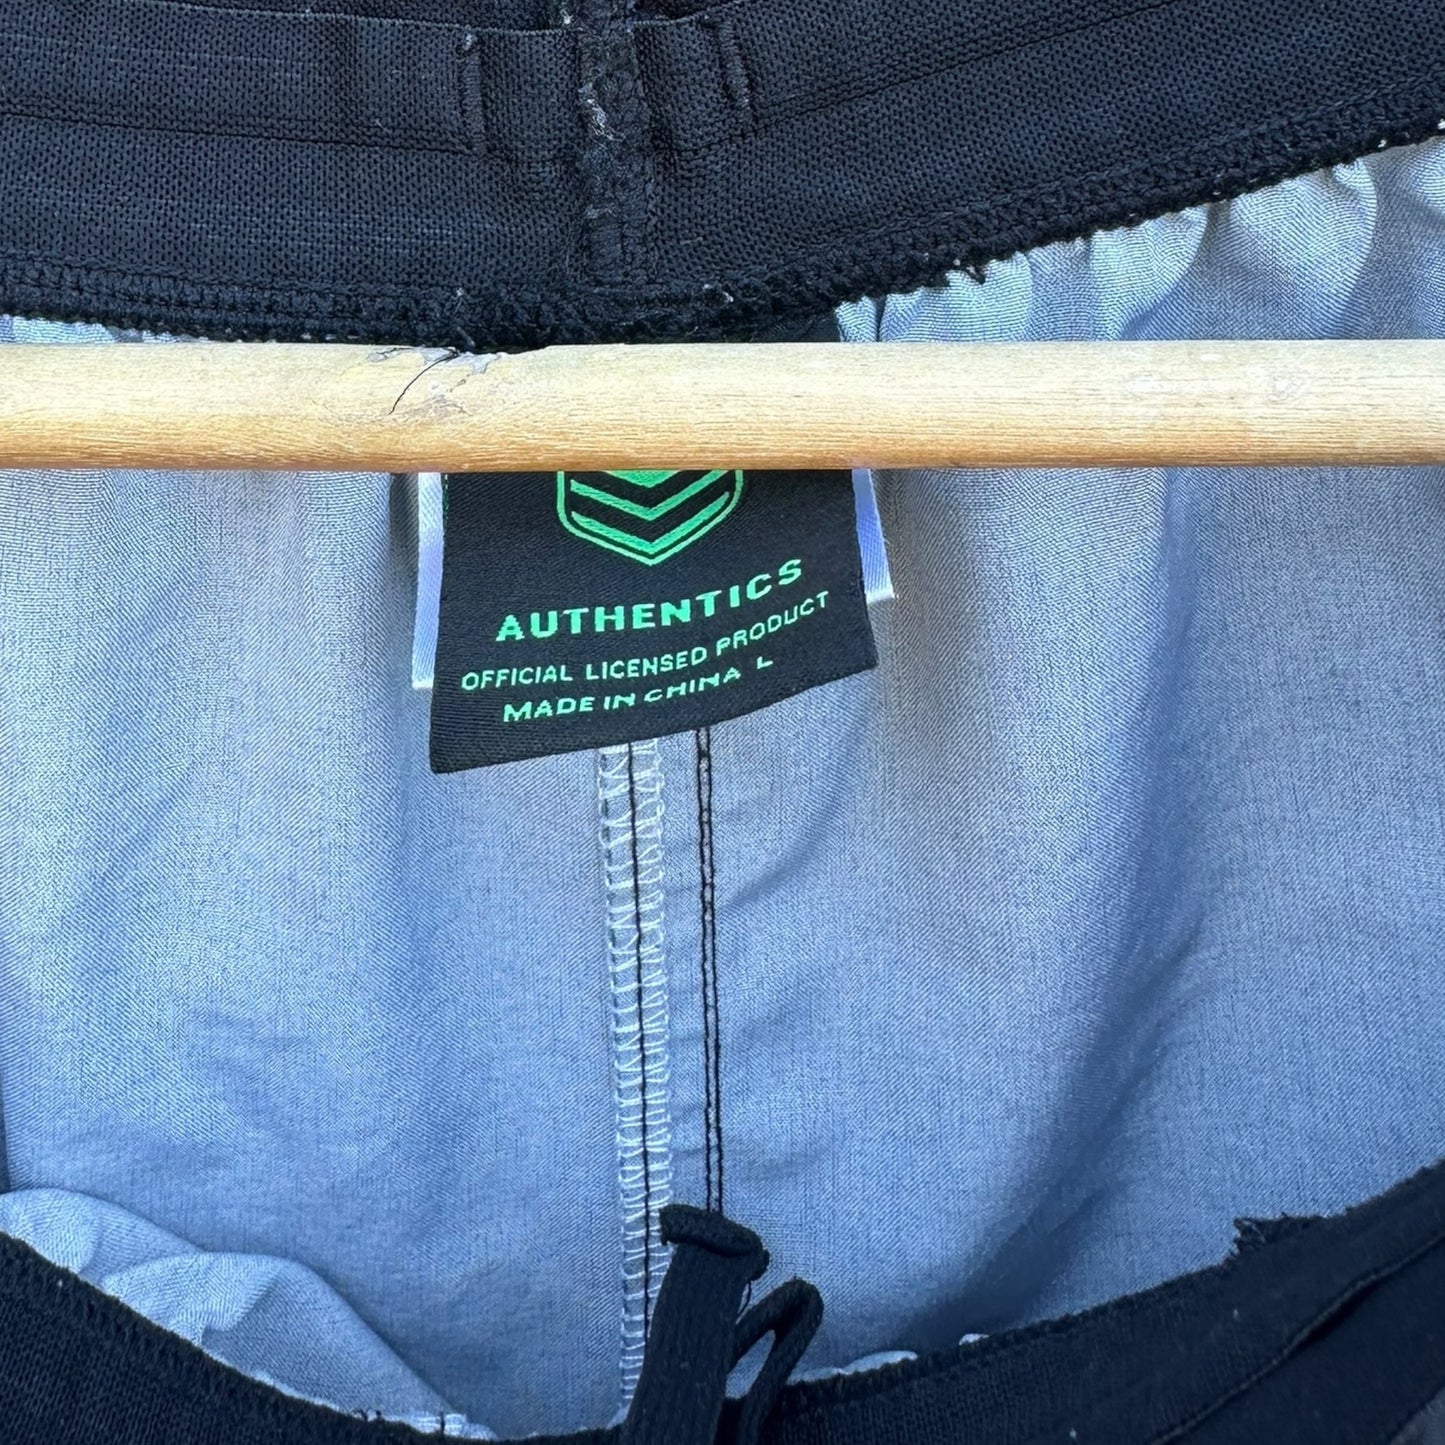 AUTHENTICS
OFFICIAL LICENSED PRODUCT
MADE IN CHINA L